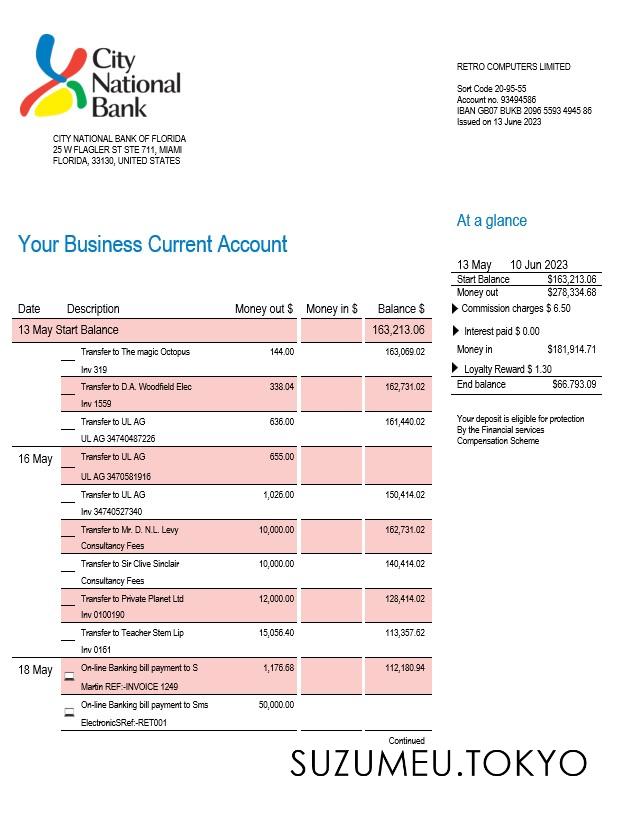 City
National
Bank
CITY NATIONAL BANK OF FLORIDA
25 W FLAGLER ST STE 711, MIAMI
FLORIDA, 33130, UNITED STATES
RETRO COMPUTERS LIMITED
Sort Code 20-95-55
Account no. 93494586
IBAN GB07 BUKB 2096 5593 4945 86
Issued on 13 June 2023
At a glance
13 May 10 Jun 2023
Start Balance $163,213.06
Money out $278,334.68
Commission charges $ 6.50
Interest paid $ 0.00
Money in $181,914.71
Loyalty Reward $ 1.30
End balance $66.793.09
Your deposit is eligible for protection
By the Financial services
Compensation Scheme
Your Business Current Account
Date Description Money out $ Money in $ Balance $
13 May Start Balance 163,213.06
Transfer to The magic Octopus 144.00 163,069.02
Inv 319
Transfer to D.A. Woodfield Elec 338.04 162,731.02
Inv 1559
Transfer to UL AG 636.00 161,440.02
UL AG 34740487226
16 May Transfer to UL AG 655.00
UL AG 3470581916
Transfer to UL AG 1,026.00 150,414.02
Inv 34740527340
Transfer to Mr. D. N.L. Levy 10,000.00 162,731.02
Consultancy Fees
Transfer to Sir Clive Sinclair 10,000.00 140,414.02
Consultancy Fees
Transfer to Private Planet Ltd 12,000.00 128,414.02
Inv 0100190
Transfer to Teacher Stem Lip 15,056.40 113,357.62
Inv 0161
18 May On-line Banking bill payment to S 1,176.68 112,180.94
Martin REF:-INVOICE 1249
On-line Banking bill payment to Sms 50,000.00
ElectronicSRef:-RET001
Continued
SUZUMEU.TOKYO